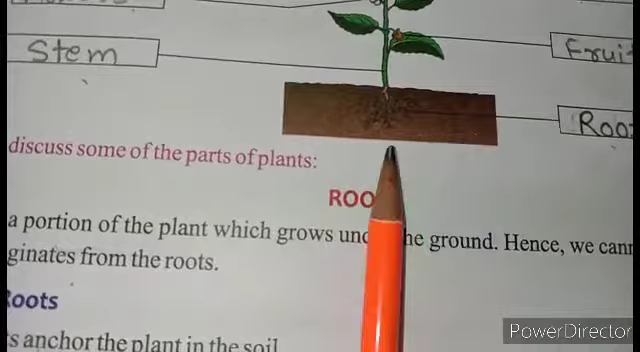 Stem
Frui
Roo
discuss some of the parts of plants:
ROO
a portion of the plant which grows und he ground. Hence, we cann
ginates from the roots.
Roots
s anchor the plant in the soil
PowerDirector